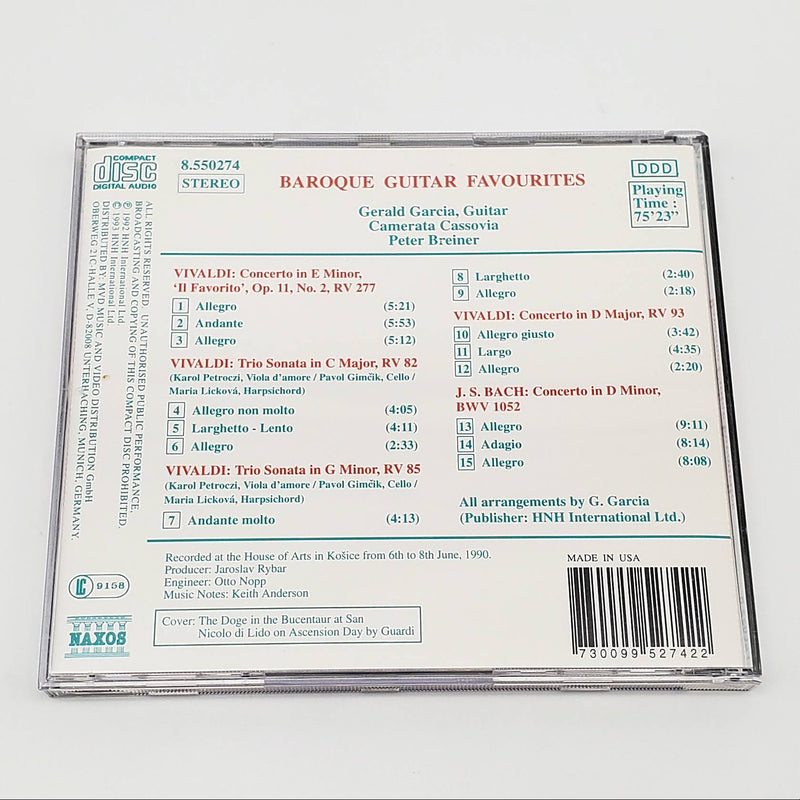 COMPACT
disc
DIGITAL AUDIO
8.550274
STEREO
BAROQUE GUITAR FAVOURITES
Gerald Garcia, Guitar
Camerata Cassovia
Peter Breiner
DDD
Playing
Time :
75'23"
VIVALDI: Concerto in E Minor,
'Il Favorito', Op. 11, No. 2, RV 277
1 Allegro (5:21)
2 Andante (5:53)
3 Allegro (5:12)
VIVALDI: Trio Sonata in C Major, RV 82
(Karol Petroczi, Viola d'amore / Pavol Gimčik, Cello /
Maria Licková, Harpsichord)
4 Allegro non molto (4:05)
5 Larghetto - Lento (4:11)
6 Allegro (2:33)
VIVALDI: Trio Sonata in G Minor, RV 85
(Karol Petroczi, Viola d'amore / Pavol Gimčik, Cello /
Maria Licková, Harpsichord)
7 Andante molto (4:13)
8 Larghetto (2:40)
9 Allegro (2:18)
VIVALDI: Concerto in D Major, RV 93
10 Allegro giusto (3:42)
11 Largo (4:35)
12 Allegro (2:20)
J. S. BACH: Concerto in D Minor,
BWV 1052
13 Allegro (9:11)
14 Adagio (8:14)
15 Allegro (8:08)
All arrangements by G. Garcia
(Publisher: HNH International Ltd.)
Recorded at the House of Arts in Košice from 6th to 8th June, 1990.
Producer: Jaroslav Rybar
Engineer: Otto Nopp
Music Notes: Keith Anderson
Cover: The Doge in the Bucentaur at San
Nicolo di Lido on Ascension Day by Guardi
MADE IN USA
7 30099 52742 2
LC 9158
NAXOS
ALL RIGHTS RESERVED. UNAUTHORISED PUBLIC PERFORMANCE,
BROADCASTING AND COPYING OF THIS COMPACT DISC PROHIBITED.
℗ 1992 HNH International Ltd
© 1993 HNH International Ltd
DISTRIBUTED BY: MVD MUSIC AND VIDEO DISTRIBUTION GmbH
OBERWEG 21C-HALLE V, D-82008 UNTERHACHING, MUNICH, GERMANY.